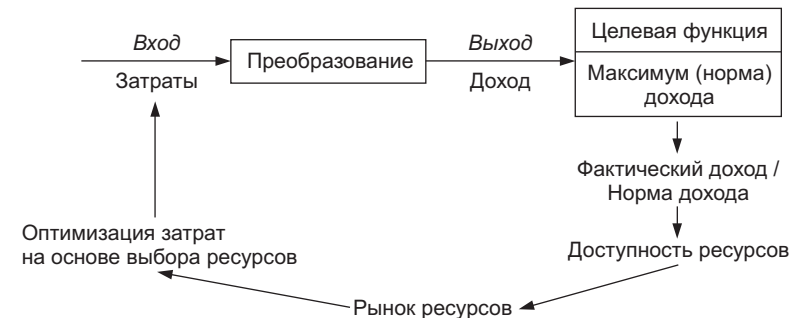 Вход
Затраты
Преобразование
Выход
Доход
Целевая функция
Максимум (норма)
дохода
Фактический доход /
Норма дохода
Доступность ресурсов
Рынок ресурсов
Оптимизация затрат
на основе выбора ресурсов